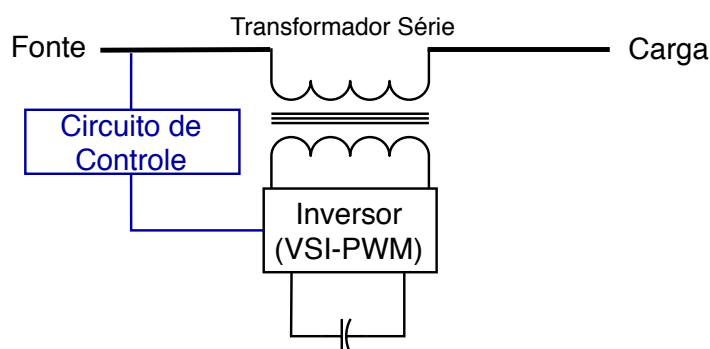 Transformador Série
Fonte
Carga
Circuito de
Controle
Inversor
(VSI-PWM)